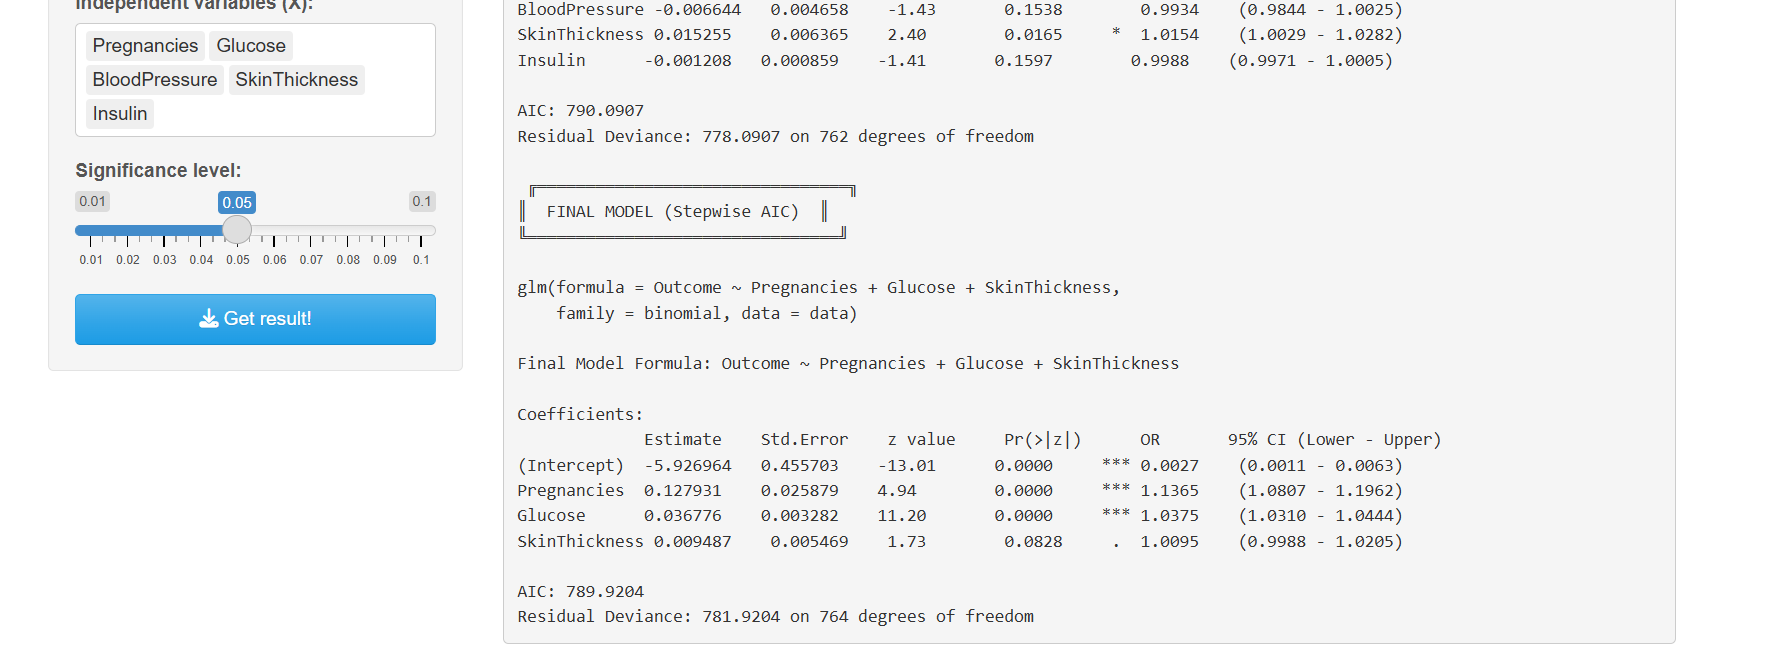 Independent variables (X):
Pregnancies Glucose
BloodPressure SkinThickness
Insulin
Significance level:
0.01 0.05 0.1
0.01 0.02 0.03 0.04 0.05 0.06 0.07 0.08 0.09 0.1
Get result!
BloodPressure -0.006644 0.004658 -1.43 0.1538 0.9934 (0.9844 - 1.0025)
SkinThickness 0.015255 0.006365 2.40 0.0165 * 1.0154 (1.0029 - 1.0282)
Insulin -0.001208 0.000859 -1.41 0.1597 0.9988 (0.9971 - 1.0005)
AIC: 790.0907
Residual Deviance: 778.0907 on 762 degrees of freedom
FINAL MODEL (Stepwise AIC)
glm(formula = Outcome ~ Pregnancies + Glucose + SkinThickness,
family = binomial, data = data)
Final Model Formula: Outcome ~ Pregnancies + Glucose + SkinThickness
Coefficients:
Estimate Std.Error z value Pr(>|z|) OR 95% CI (Lower - Upper)
(Intercept) -5.926964 0.455703 -13.01 0.0000 *** 0.0027 (0.0011 - 0.0063)
Pregnancies 0.127931 0.025879 4.94 0.0000 *** 1.1365 (1.0807 - 1.1962)
Glucose 0.036776 0.003282 11.20 0.0000 *** 1.0375 (1.0310 - 1.0444)
SkinThickness 0.009487 0.005469 1.73 0.0828 . 1.0095 (0.9988 - 1.0205)
AIC: 789.9204
Residual Deviance: 781.9204 on 764 degrees of freedom